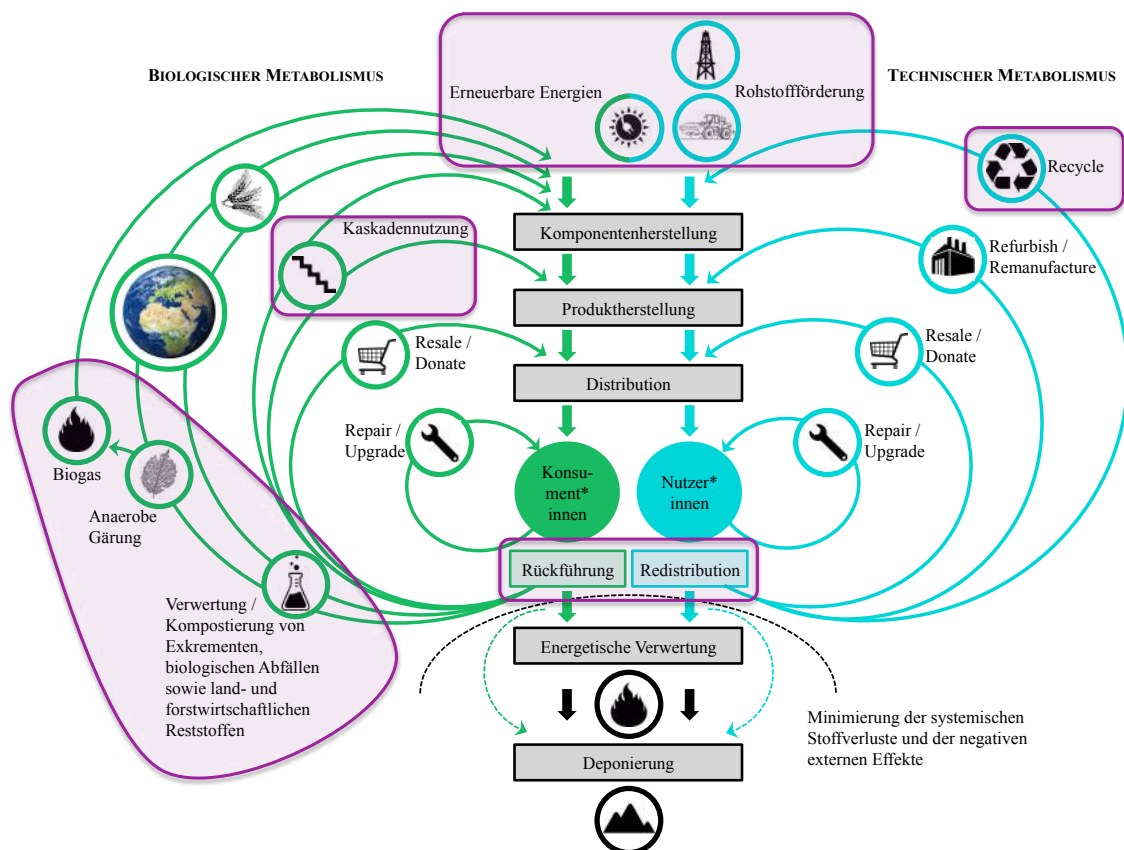 BIOLOGISCHER METABOLISMUS
TECHNISCHER METABOLISMUS
Erneuerbare Energien
Rohstoffförderung
Recycle
Kaskadennutzung
Komponentenherstellung
Refurbish /
Remanufacture
Produktherstellung
Resale /
Donate
Resale /
Donate
Distribution
Repair /
Upgrade
Repair /
Upgrade
Konsu-
ment*
innen
Nutzer*
innen
Biogas
Anaerobe
Gärung
Rückführung
Redistribution
Verwertung /
Kompostierung von
Exkrementen,
biologischen Abfällen
sowie land- und
forstwirtschaftlichen
Reststoffen
Energetische Verwertung
Minimierung der systemischen
Stoffverluste und der negativen
externen Effekte
Deponierung